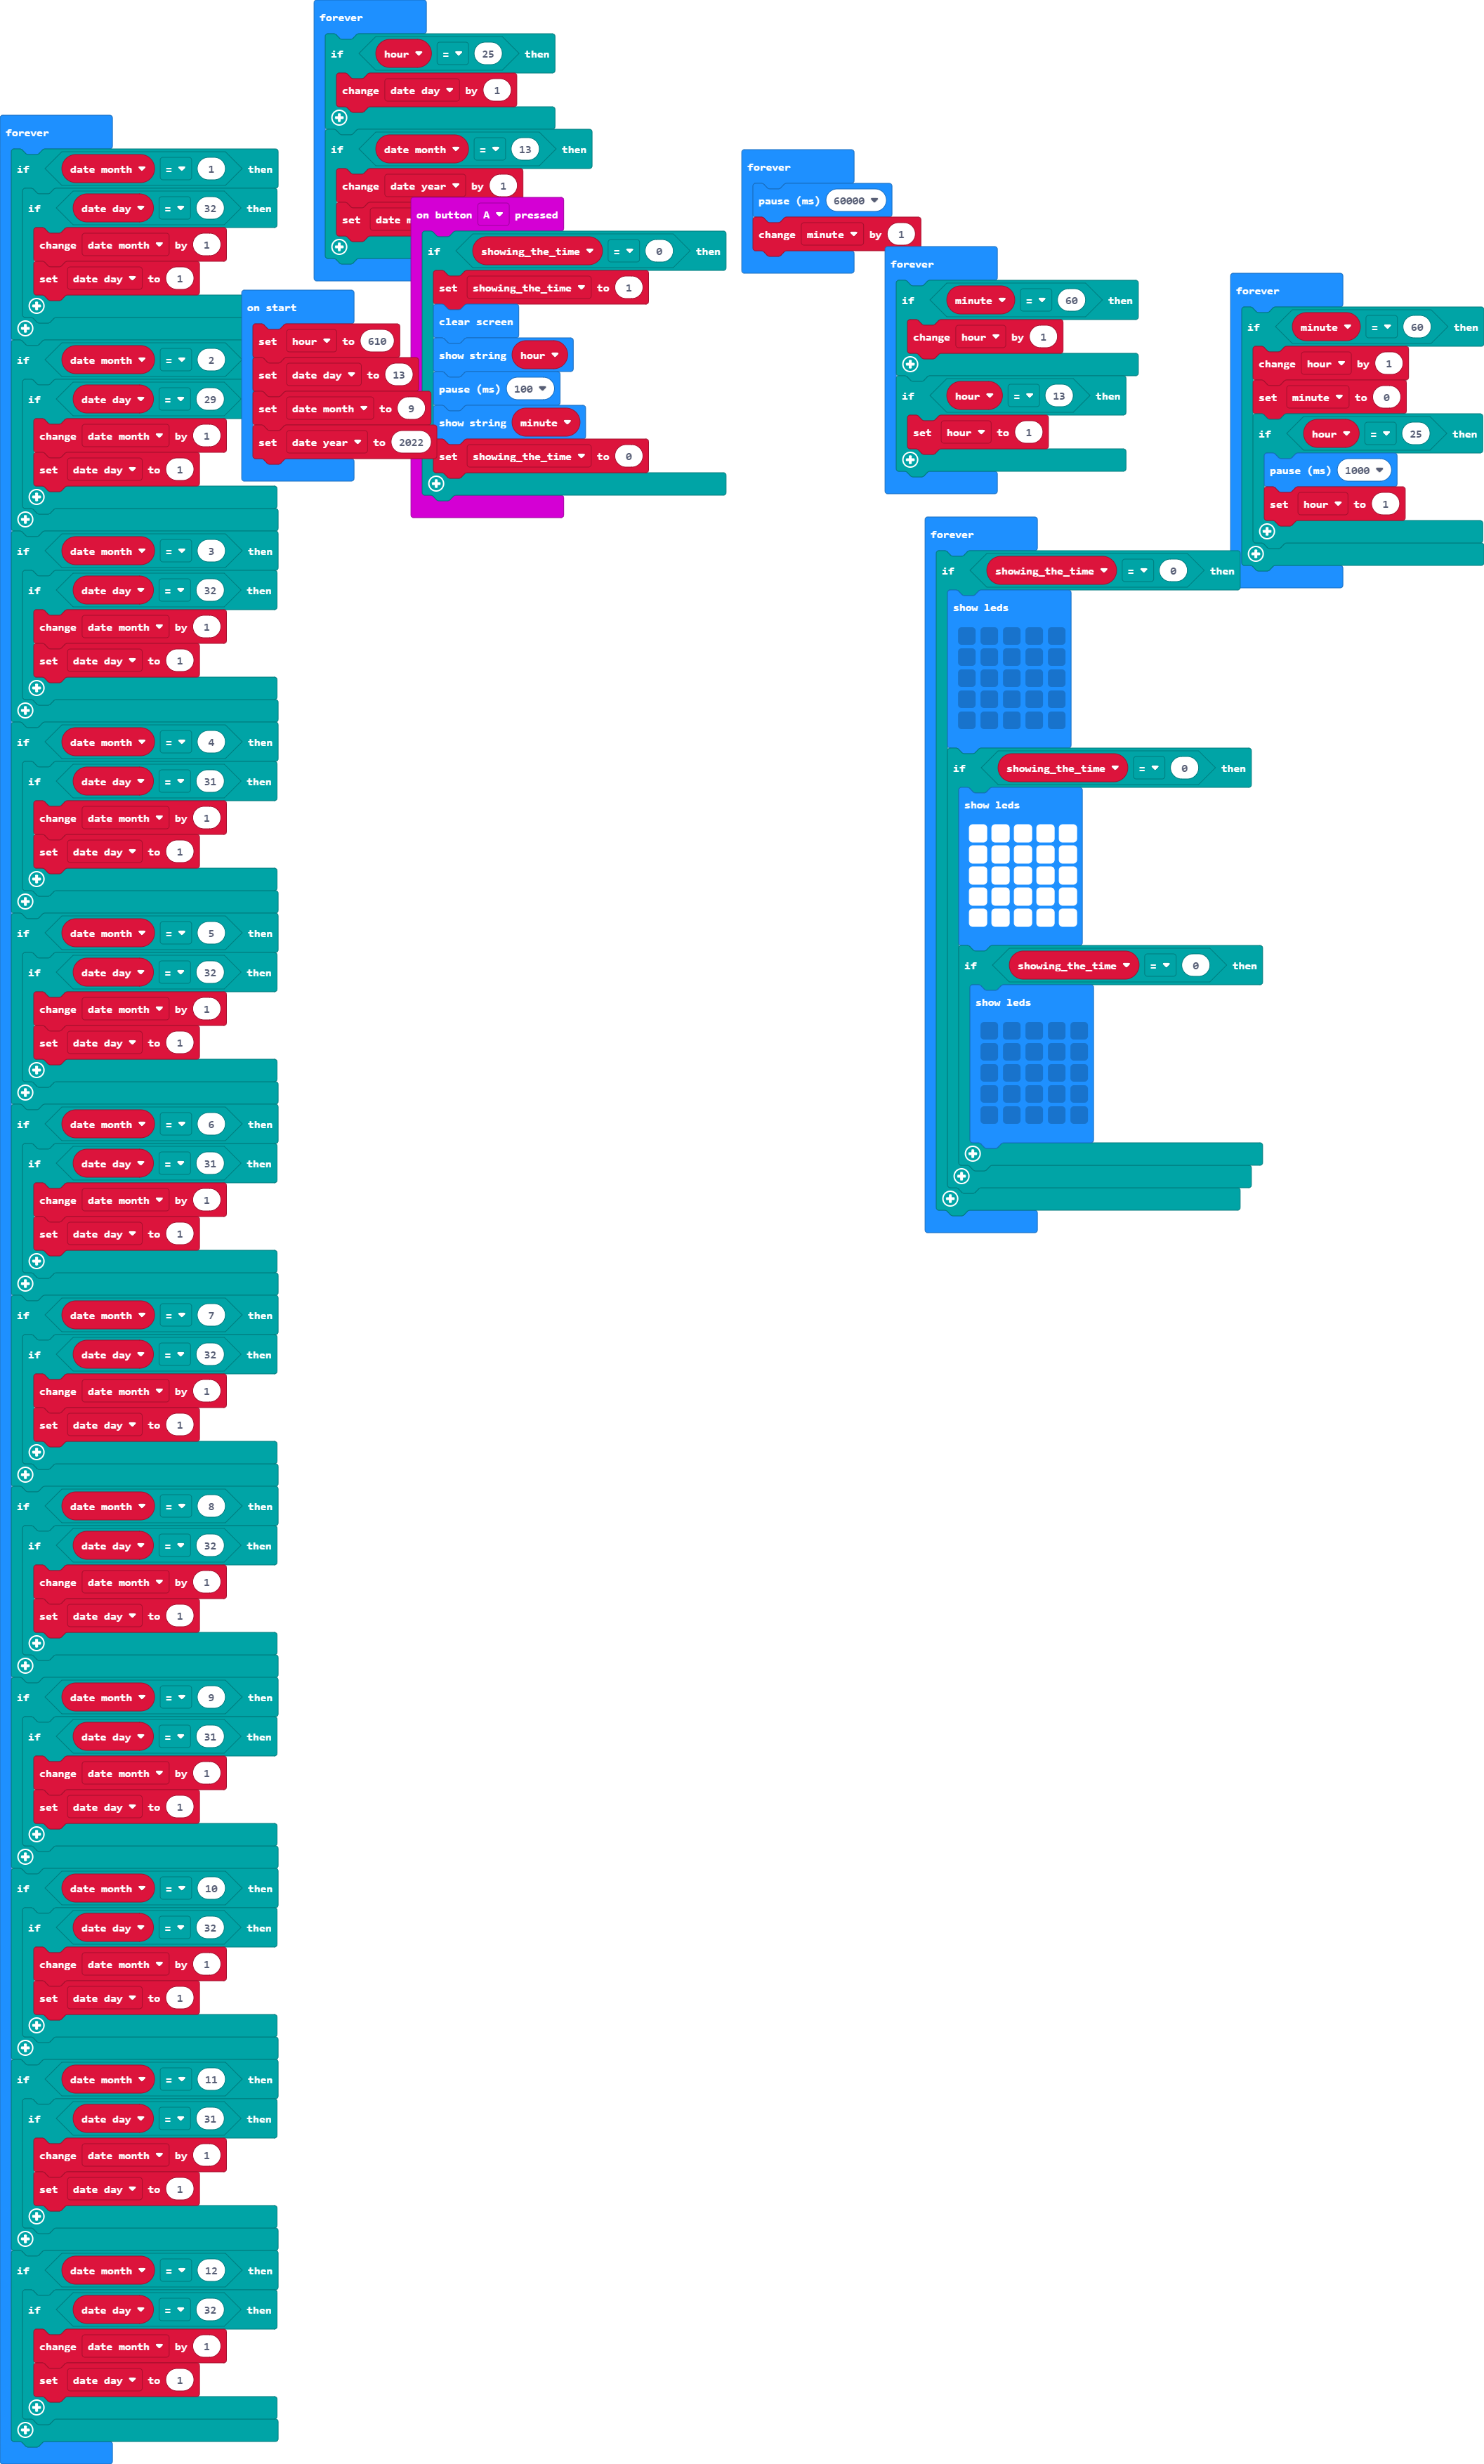 forever
if date month = 1 then
if date day = 32 then
change date month by 1
set date day to 1
if date month = 2
if date day = 29
change date month by 1
set date day to 1
if date month = 3 then
if date day = 32 then
change date month by 1
set date day to 1
if date month = 4 then
if date day = 31 then
change date month by 1
set date day to 1
if date month = 5 then
if date day = 32 then
change date month by 1
set date day to 1
if date month = 6 then
if date day = 31 then
change date month by 1
set date day to 1
if date month = 7 then
if date day = 32 then
change date month by 1
set date day to 1
if date month = 8 then
if date day = 32 then
change date month by 1
set date day to 1
if date month = 9 then
if date day = 31 then
change date month by 1
set date day to 1
if date month = 10 then
if date day = 32 then
change date month by 1
set date day to 1
if date month = 11 then
if date day = 31 then
change date month by 1
set date day to 1
if date month = 12 then
if date day = 32 then
change date month by 1
set date day to 1
forever
if hour = 25 then
change date day by 1
if date month = 13 then
change date year by 1
set date
on start
set hour to 610
set date day to 13
set date month to 9
set date year to 2022
on button A pressed
if showing_the_time = 0 then
set showing_the_time to 1
clear screen
show string hour
pause (ms) 100
show string minute
set showing_the_time to 0
forever
pause (ms) 60000
change minute by 1
forever
if minute = 60 then
change hour by 1
if hour = 13 then
set hour to 1
forever
if minute = 60 then
change hour by 1
set minute to 0
if hour = 25 then
pause (ms) 1000
set hour to 1
forever
if showing_the_time = 0 then
show leds
if showing_the_time = 0 then
show leds
if showing_the_time = 0 then
show leds